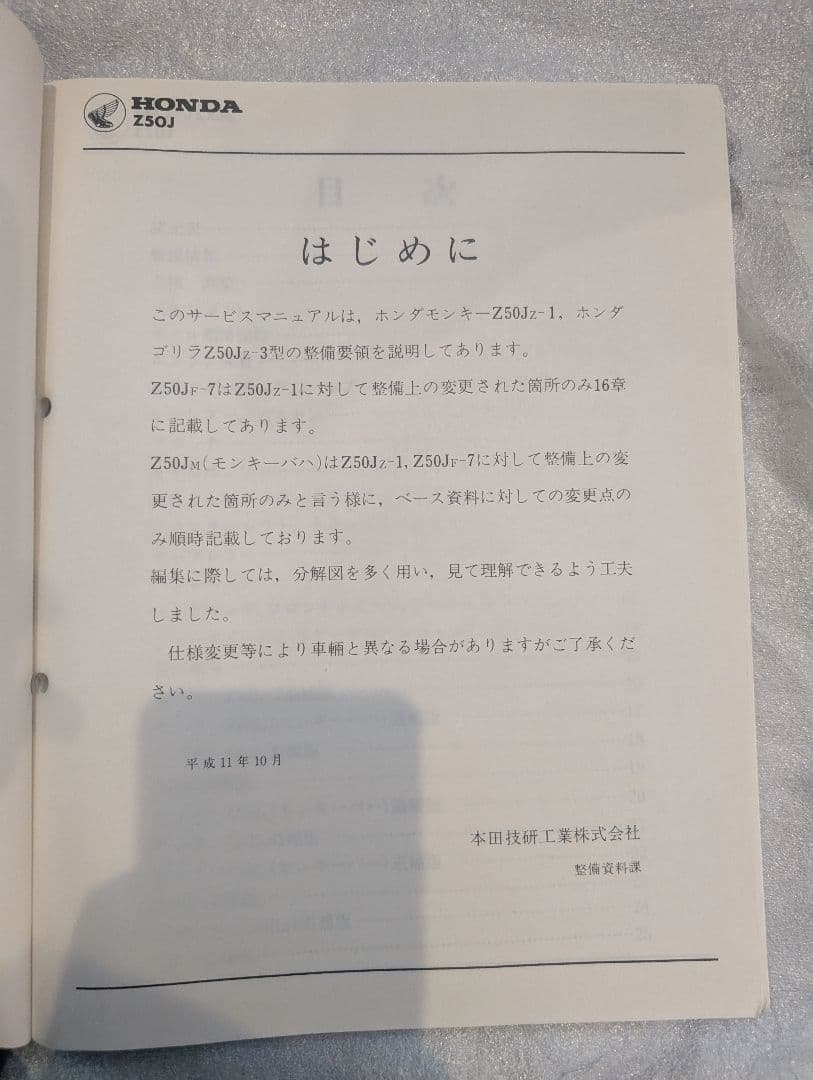 HONDA
Z50J
はじめに
このサービスマニュアルは，ホンダモンキーZ50JZ-1，ホンダ
ゴリラZ50JZ-3型の整備要領を説明してあります。
Z50JF-7はZ50JZ-1に対して整備上の変更された箇所のみ16章
に記載してあります。
Z50JM(モンキーバハ)はZ50JZ-1, Z50JF-7に対して整備上の変
更された箇所のみと言う様に，ベース資料に対しての変更点の
み順時記載しております。
編集に際しては，分解図を多く用い，見て理解できるよう工夫
しました。
仕様変更等により車輛と異なる場合がありますがご了承くだ
さい。
平成11年10月
本田技研工業株式会社
整備資料課